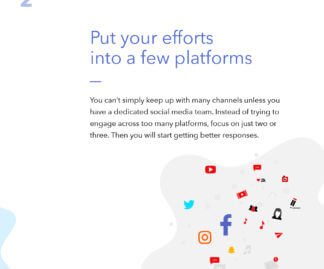 2
Put your efforts
into a few platforms
You can't simply keep up with many channels unless you
have a dedicated social media team. Instead of trying to
engage across too many platforms, focus on just two or
three. Then you will start getting better responses.